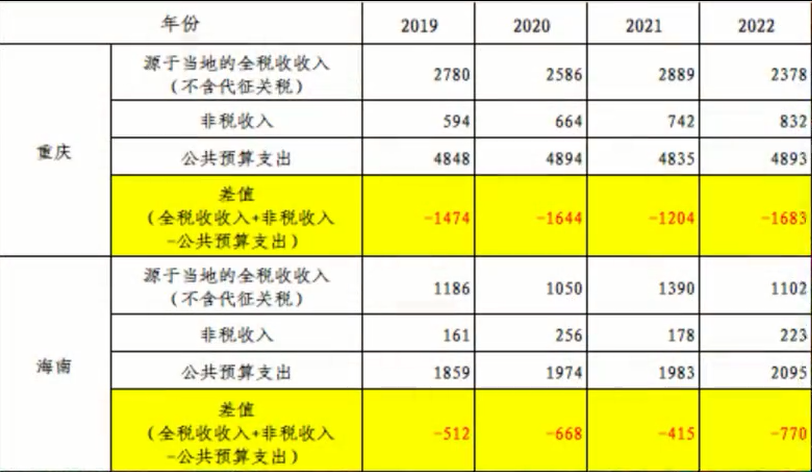 年份 2019 2020 2021 2022
重庆
源于当地的全税收收入
(不含代征关税) 2780 2586 2889 2378
非税收入 594 664 742 832
公共预算支出 4848 4894 4835 4893
差值
(全税收收入+非税收入
-公共预算支出) -1474 -1644 -1204 -1683
海南
源于当地的全税收收入
(不含代征关税) 1186 1050 1390 1102
非税收入 161 256 178 223
公共预算支出 1859 1974 1983 2095
差值
(全税收收入+非税收入
-公共预算支出) -512 -668 -415 -770